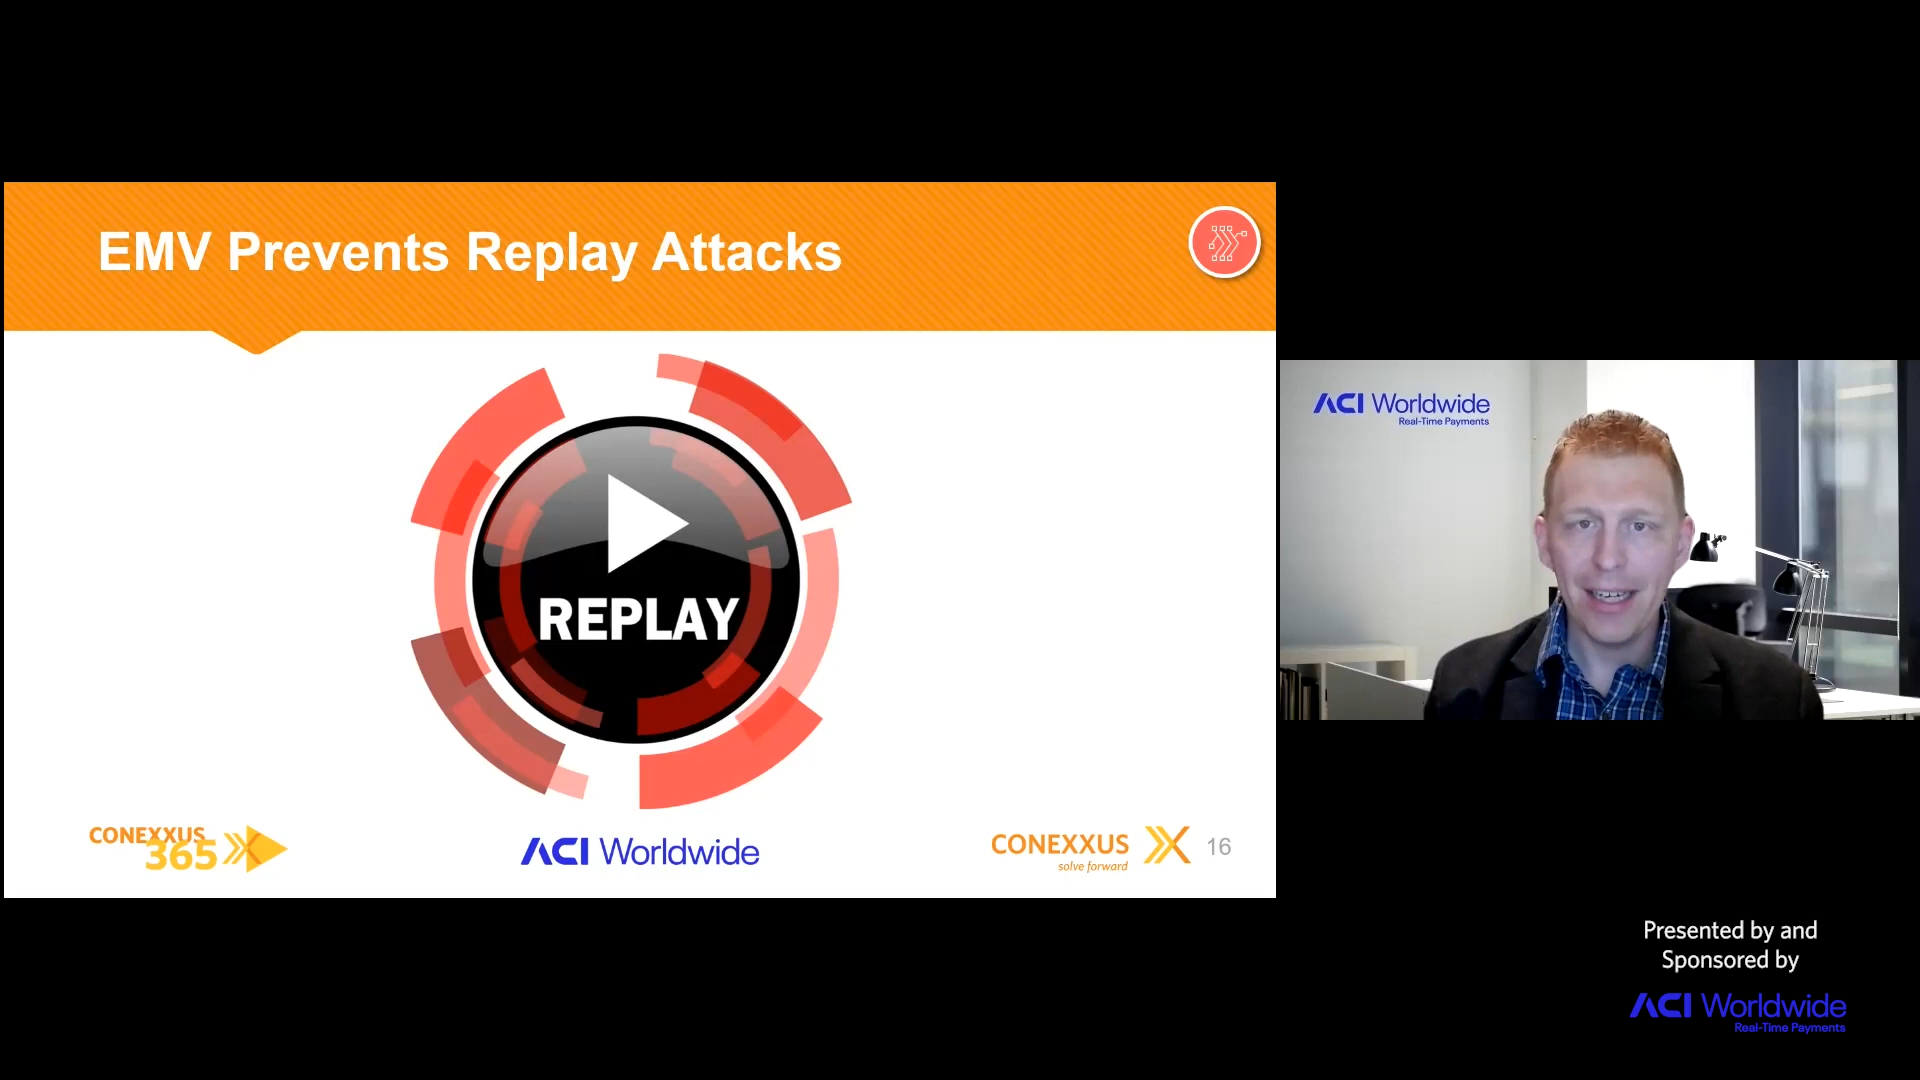 EMV Prevents Replay Attacks
REPLAY
CONEXXUS
365
ACI Worldwide
CONEXXUS
solve forward
16
ACI Worldwide
Real-Time Payments
Presented by and
Sponsored by
ACI Worldwide
Real-Time Payments